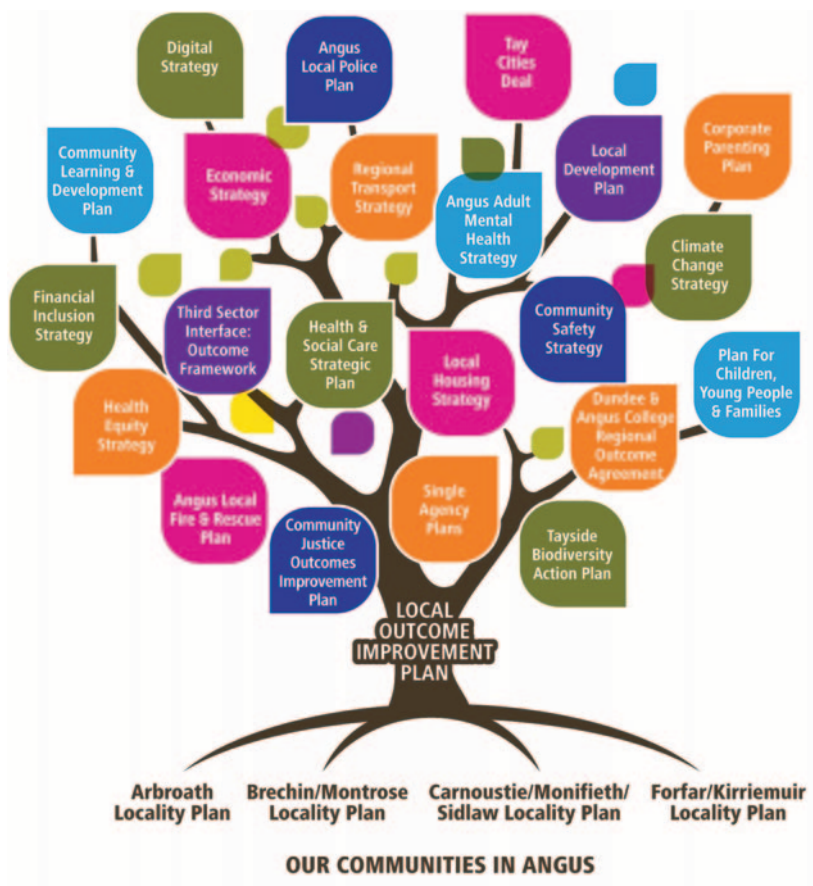 Digital
Strategy
Angus
Local Police
Plan
Tay
Cities
Deal
Community
Learning &
Development
Plan
Economic
Strategy
Regional
Transport
Strategy
Angus Adult
Mental
Health
Strategy
Local
Development
Plan
Corporate
Parenting
Plan
Financial
Inclusion
Strategy
Third Sector
Interface:
Outcome
Framework
Health &
Social Care
Strategic
Plan
Local
Housing
Strategy
Community
Safety
Strategy
Climate
Change
Strategy
Plan For
Children,
Young People
& Families
Health
Equity
Strategy
Dundee &
Angus College
Regional
Outcome
Agreement
Angus Local
Fire & Rescue
Plan
Community
Justice
Outcomes
Improvement
Plan
Single
Agency
Plans
Tayside
Biodiversity
Action Plan
LOCAL
OUTCOME
IMPROVEMENT
PLAN
Arbroath
Locality Plan
Brechin/Montrose
Locality Plan
Carnoustie/Monifieth/
Sidlaw Locality Plan
Forfar/Kirriemuir
Locality Plan
OUR COMMUNITIES IN ANGUS